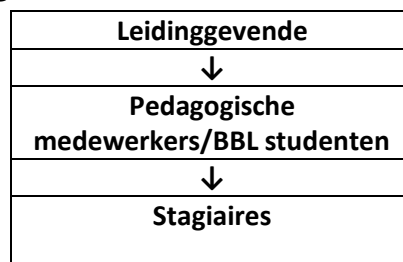 Leidinggevende
↓
Pedagogische
medewerkers/BBL studenten
↓
Stagiaires